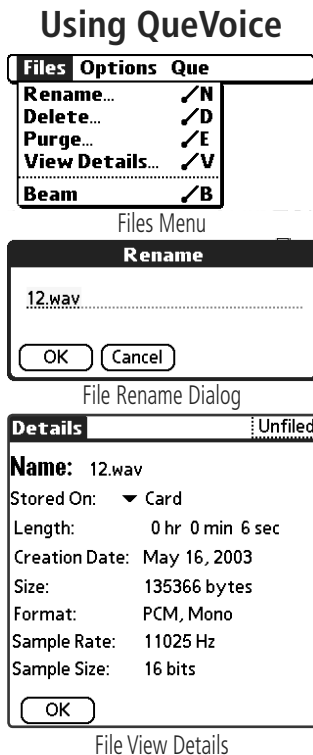 Using QueVoice
Files Options Que
Rename... ⁄N
Delete... ⁄D
Purge... ⁄E
View Details... ⁄V
Beam ⁄B
Files Menu
Rename
12.wav
OK Cancel
File Rename Dialog
Details Unfiled
Name: 12.wav
Stored On: ▼ Card
Length: 0 hr 0 min 6 sec
Creation Date: May 16, 2003
Size: 135366 bytes
Format: PCM, Mono
Sample Rate: 11025 Hz
Sample Size: 16 bits
OK
File View Details